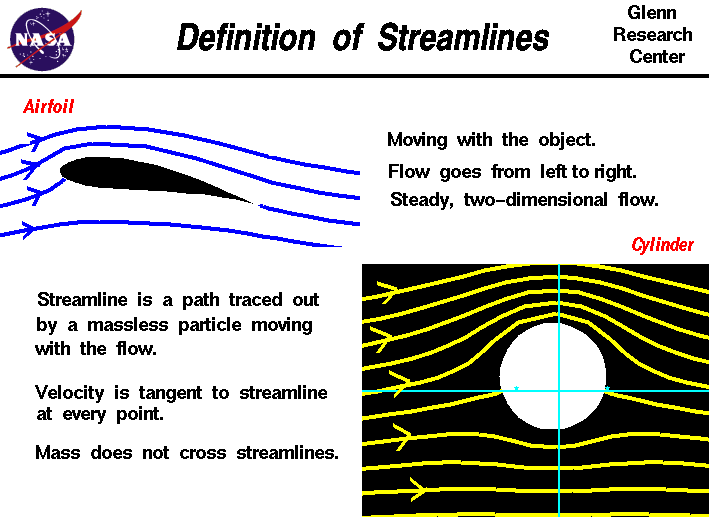 NASA
Definition of Streamlines
Glenn
Research
Center
Airfoil
Moving with the object.
Flow goes from left to right.
Steady, two-dimensional flow.
Cylinder
Streamline is a path traced out
by a massless particle moving
with the flow.
Velocity is tangent to streamline
at every point.
Mass does not cross streamlines.